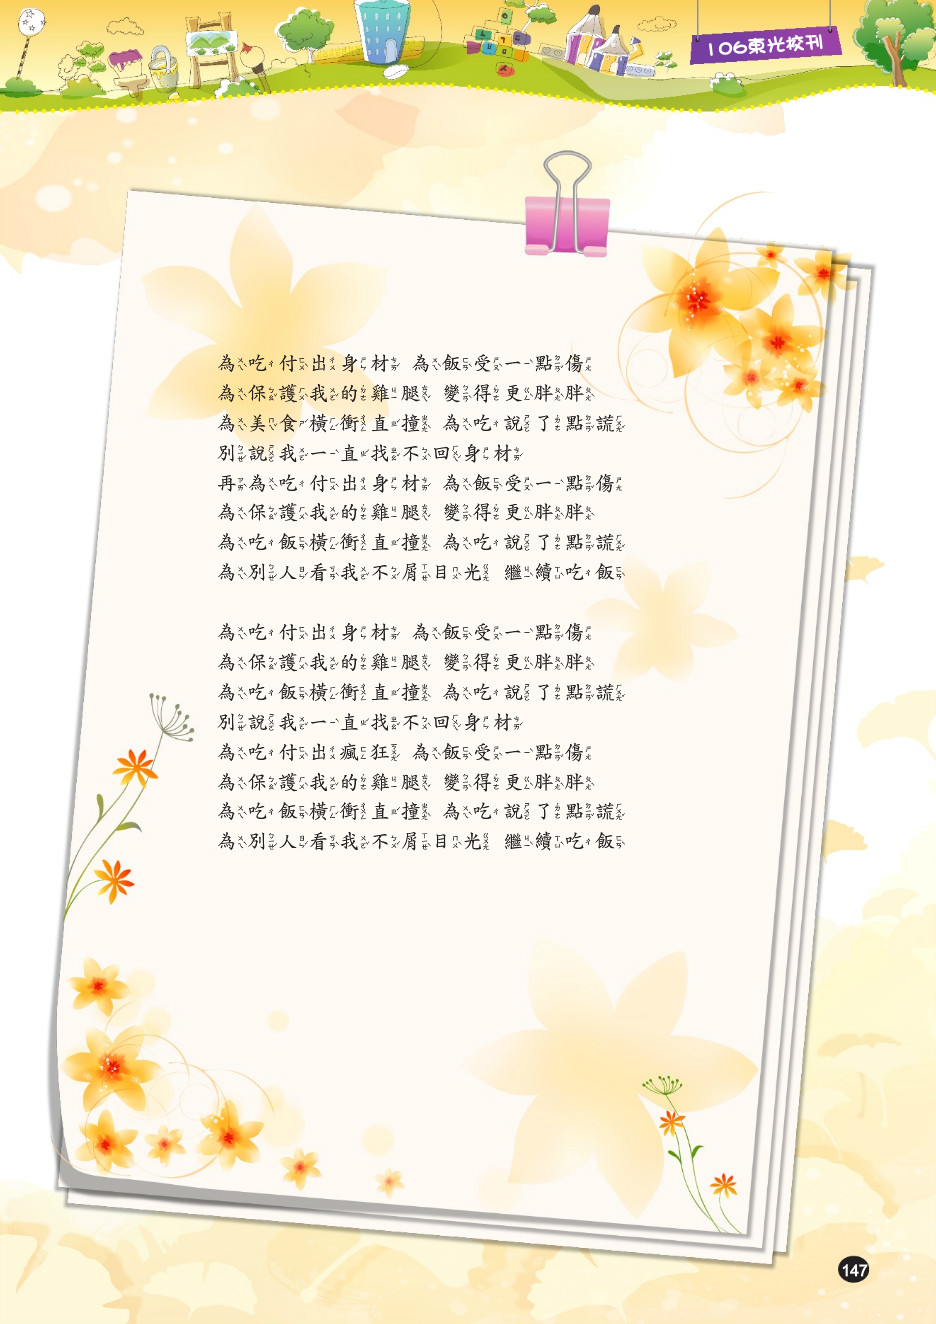 106東光校刊
為吃付出身材 為飯受一點傷
為保護我的雞腿 變得更胖胖
為美食橫衝直撞 為吃說了點謊
別說我一直找不回身材
再為吃付出身材 為飯受一點傷
為保護我的雞腿 變得更胖胖
為吃飯橫衝直撞 為吃說了點謊
為別人看我不屑目光 繼續吃飯
為吃付出身材 為飯受一點傷
為保護我的雞腿 變得更胖胖
為吃飯橫衝直撞 為吃說了點謊
別說我一直找不回身材
為吃付出瘋狂 為飯受一點傷
為保護我的雞腿 變得更胖胖
為吃飯橫衝直撞 為吃說了點謊
為別人看我不屑目光 繼續吃飯
147